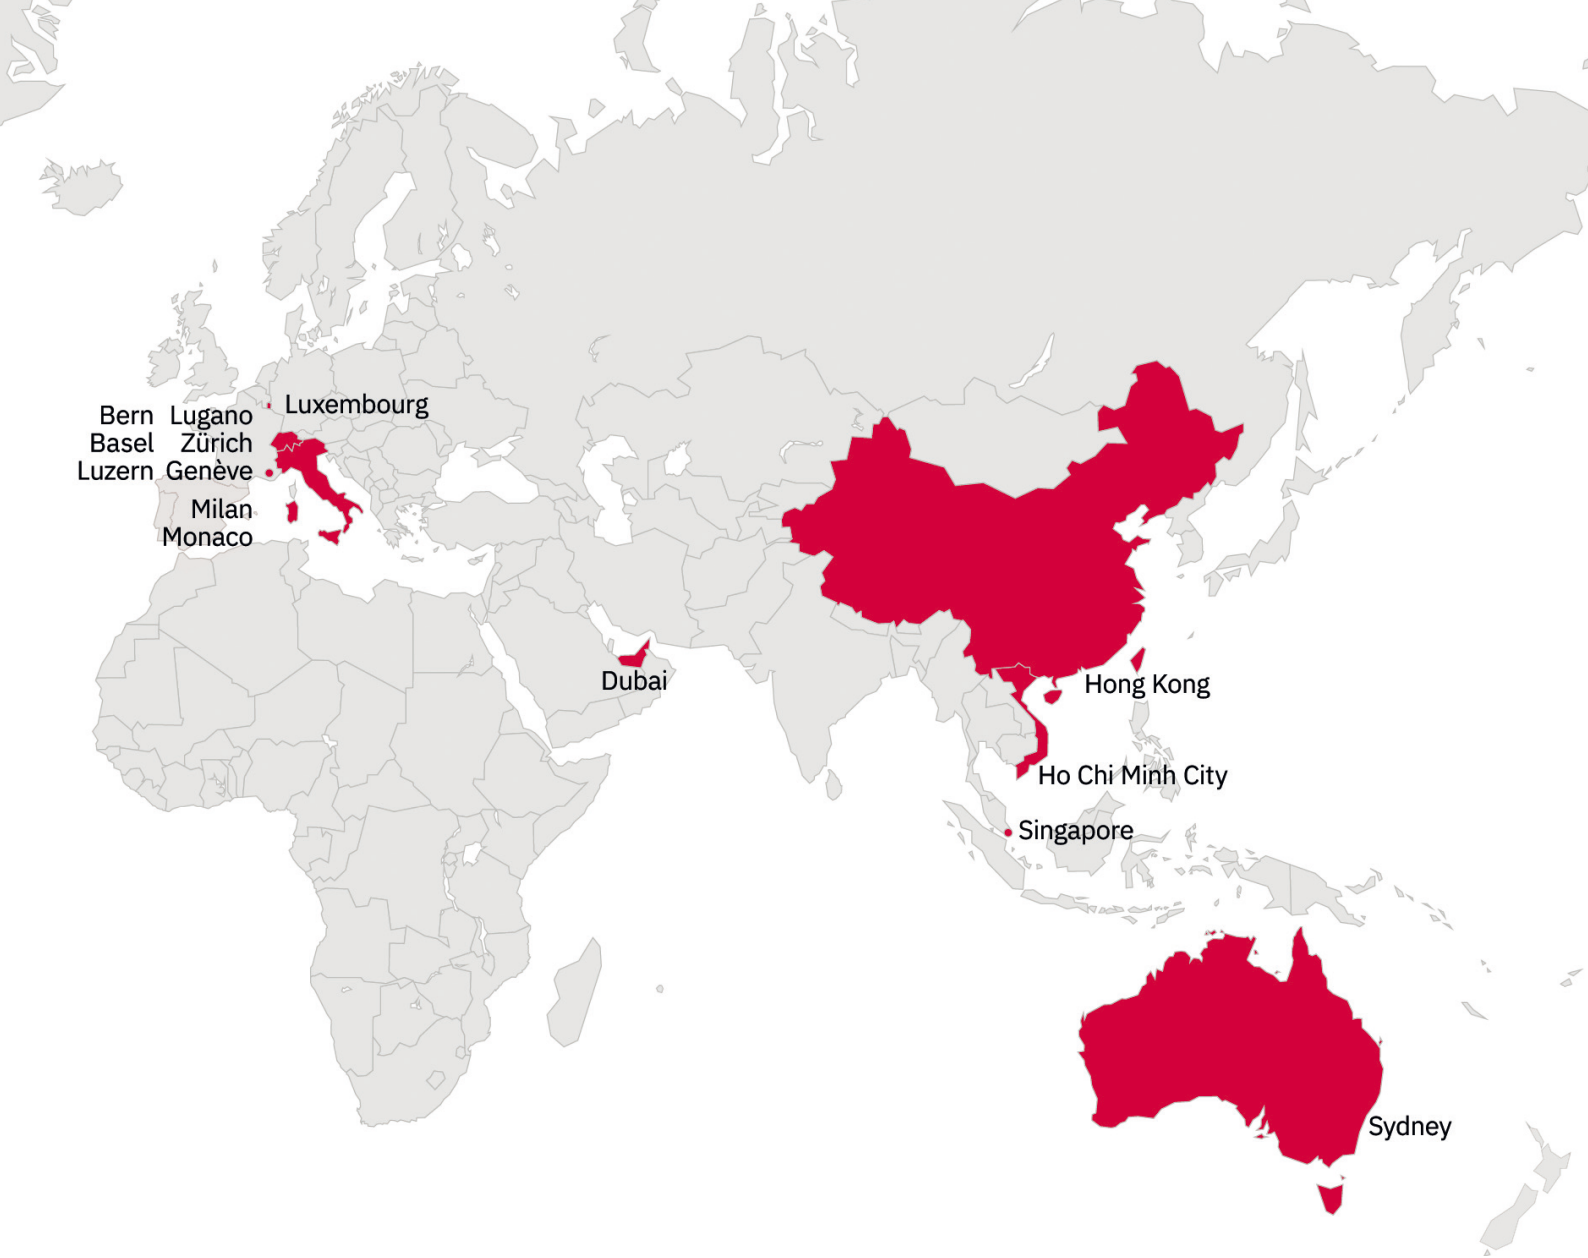 Luxembourg
Bern Lugano
Basel Zürich
Luzern Genève
Milan
Monaco
Dubai
Hong Kong
Ho Chi Minh City
Singapore
Sydney